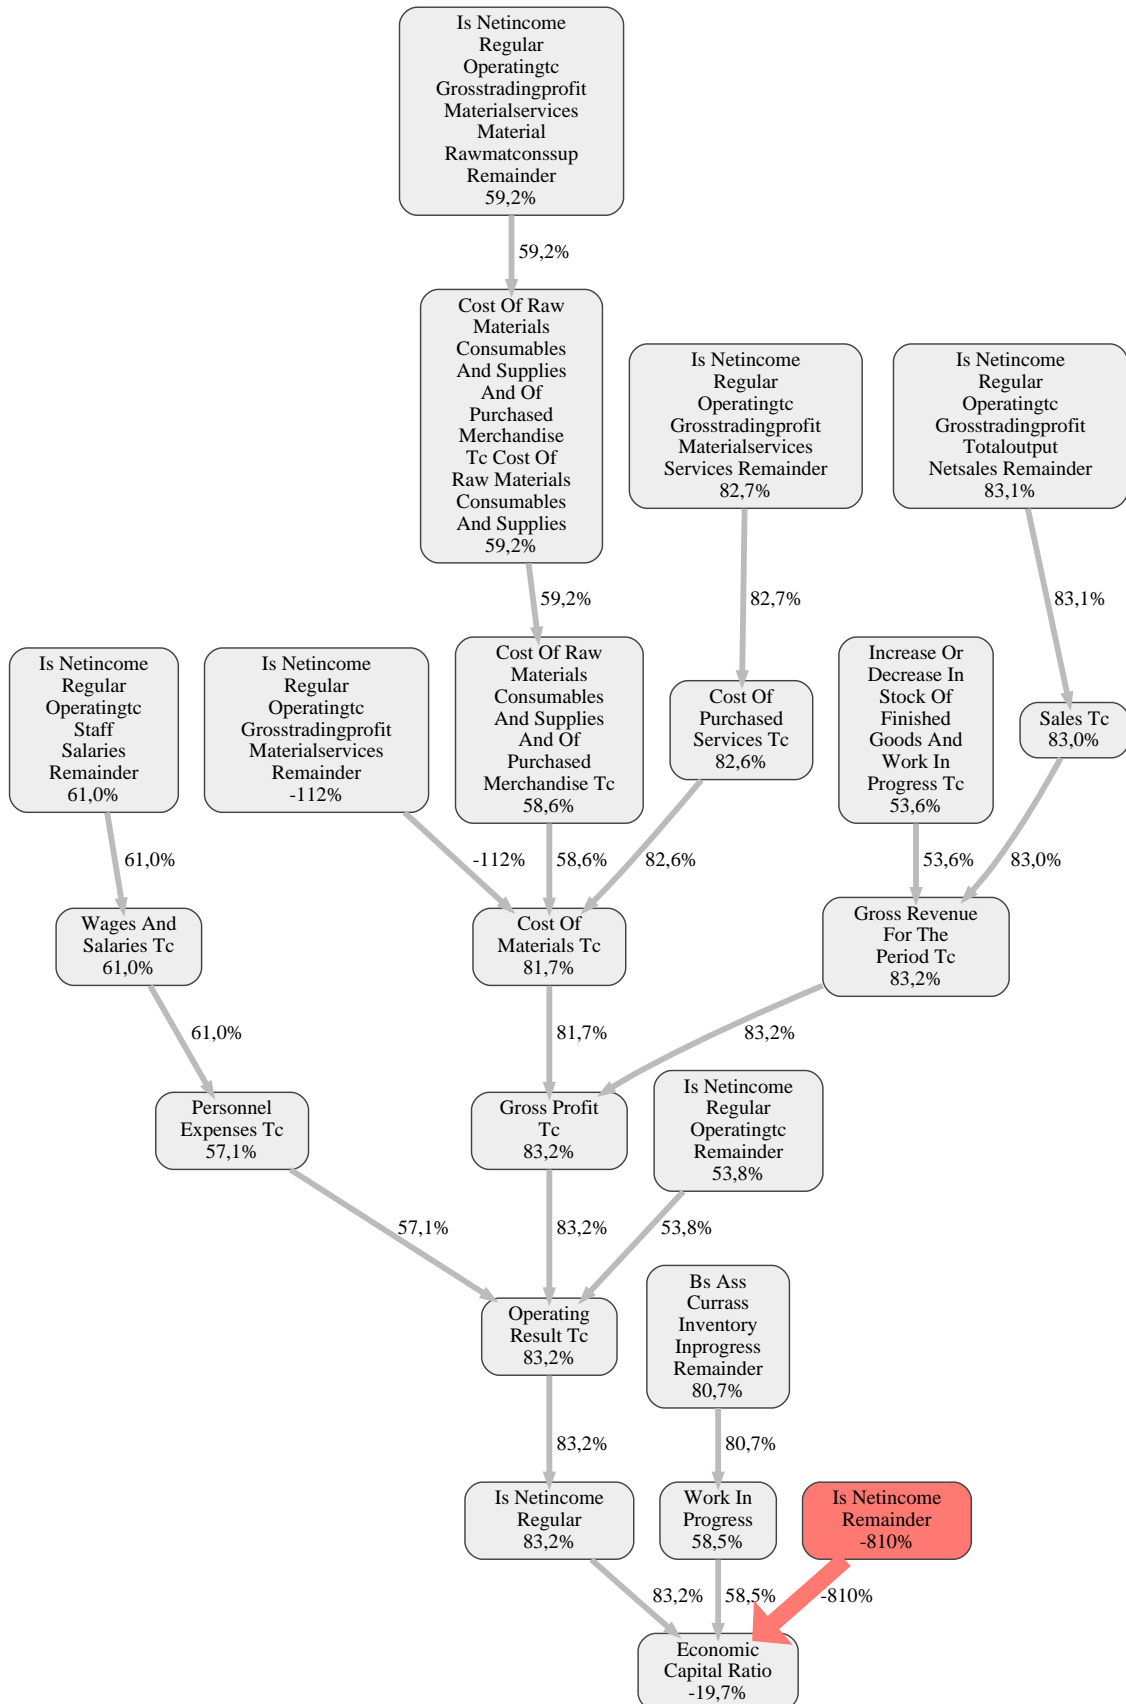 Is Netincome
Regular
Operatingtc
Grosstradingprofit
Materialservices
Material
Rawmatconssup
Remainder
59,2%
59,2%
Cost Of Raw
Materials
Consumables
And Supplies
And Of
Purchased
Merchandise
Tc Cost Of
Raw Materials
Consumables
And Supplies
59,2%
Is Netincome
Regular
Operatingtc
Grosstradingprofit
Materialservices
Services Remainder
82,7%
Is Netincome
Regular
Operatingtc
Grosstradingprofit
Totaloutput
Netsales Remainder
83,1%
59,2%
82,7%
83,1%
Is Netincome
Regular
Operatingtc
Staff
Salaries
Remainder
61,0%
Is Netincome
Regular
Operatingtc
Grosstradingprofit
Materialservices
Remainder
-112%
Cost Of Raw
Materials
Consumables
And Supplies
And Of
Purchased
Merchandise Tc
58,6%
Cost Of
Purchased
Services Tc
82,6%
Increase Or
Decrease In
Stock Of
Finished
Goods And
Work In
Progress Tc
53,6%
Sales Tc
83,0%
61,0%
-112%
58,6%
82,6%
53,6%
83,0%
Wages And
Salaries Tc
61,0%
Cost Of
Materials Tc
81,7%
Gross Revenue
For The
Period Tc
83,2%
61,0%
81,7%
83,2%
Personnel
Expenses Tc
57,1%
Gross Profit
Tc
83,2%
Is Netincome
Regular
Operatingtc
Remainder
53,8%
57,1%
83,2%
53,8%
Operating
Result Tc
83,2%
Bs Ass
Currass
Inventory
Inprogress
Remainder
80,7%
83,2%
80,7%
Is Netincome
Regular
83,2%
Work In
Progress
58,5%
Is Netincome
Remainder
-810%
83,2%
58,5%
-810%
Economic
Capital Ratio
-19,7%